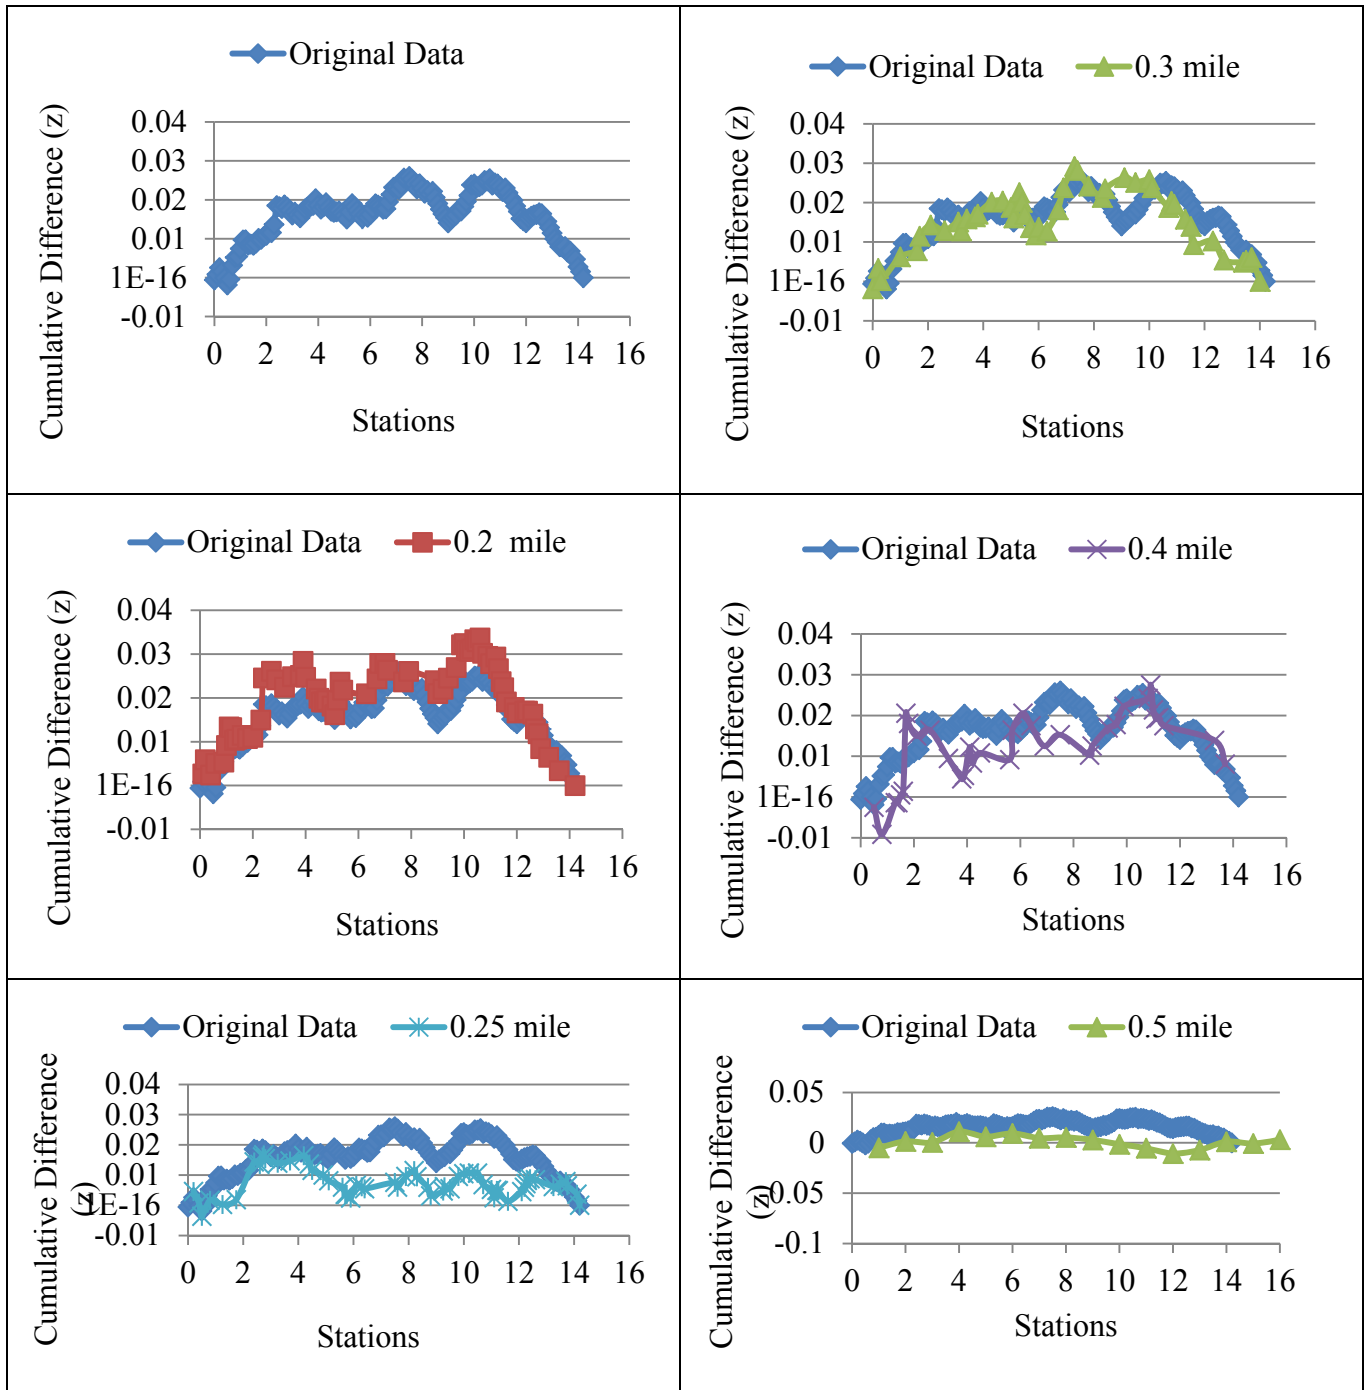 Original Data
Cumulative Difference (z)
0.04
0.03
0.02
0.01
1E-16
-0.01
0 2 4 6 8 10 12 14 16
Stations
Original Data 0.3 mile
Cumulative Difference (z)
0.04
0.03
0.02
0.01
1E-16
-0.01
0 2 4 6 8 10 12 14 16
Stations
Original Data 0.2 mile
Cumulative Difference (z)
0.04
0.03
0.02
0.01
1E-16
-0.01
0 2 4 6 8 10 12 14 16
Stations
Original Data 0.4 mile
Cumulative Difference (z)
0.04
0.03
0.02
0.01
1E-16
-0.01
0 2 4 6 8 10 12 14 16
Stations
Original Data 0.25 mile
Cumulative Difference
(z)
0.04
0.03
0.02
0.01
1E-16
-0.01
0 2 4 6 8 10 12 14 16
Stations
Original Data 0.5 mile
Cumulative Difference
(z)
0.05
0
0.05
-0.1
0 2 4 6 8 10 12 14 16
Stations